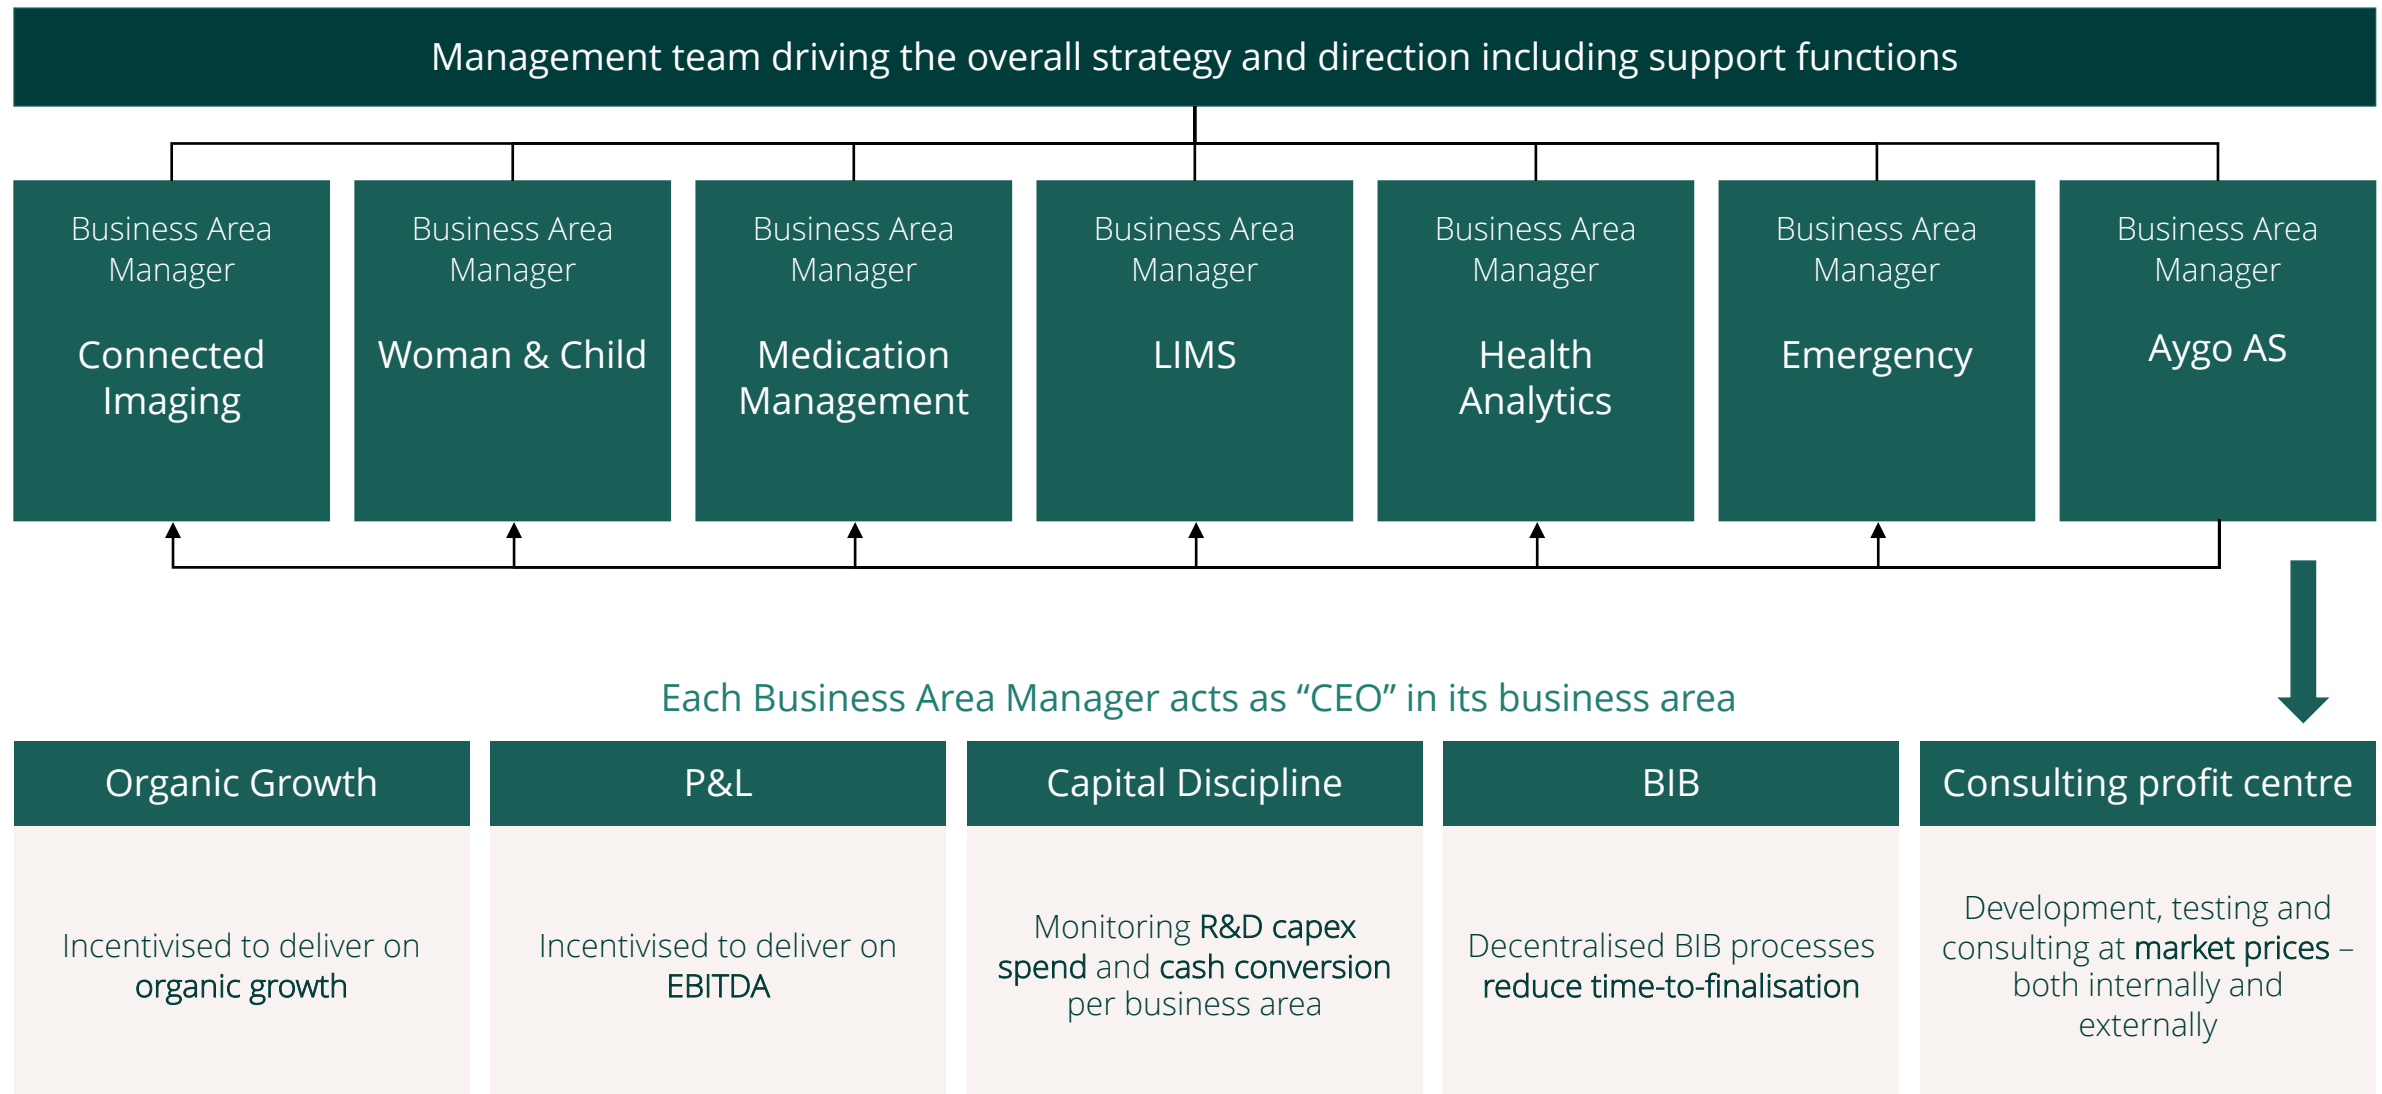 Management team driving the overall strategy and direction including support functions
Business Area
Manager
Connected
Imaging
Business Area
Manager
Woman & Child
Business Area
Manager
Medication
Management
Business Area
Manager
LIMS
Business Area
Manager
Health
Analytics
Business Area
Manager
Emergency
Business Area
Manager
Aygo AS
Each Business Area Manager acts as “CEO” in its business area
Organic Growth
Incentivised to deliver on
organic growth
P&L
Incentivised to deliver on
EBITDA
Capital Discipline
Monitoring R&D capex
spend and cash conversion
per business area
BIB
Decentralised BIB processes
reduce time-to-finalisation
Consulting profit centre
Development, testing and
consulting at market prices –
both internally and
externally